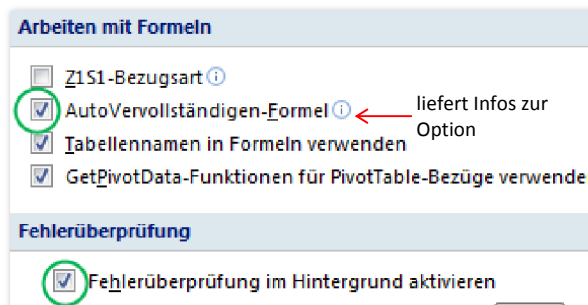 Arbeiten mit Formeln
Z1S1-Bezugsart
AutoVervollständigen-Formel
liefert Infos zur
Option
Tabellennamen in Formeln verwenden
GetPivotData-Funktionen für PivotTable-Bezüge verwende
Fehlerüberprüfung
Fehlerüberprüfung im Hintergrund aktivieren